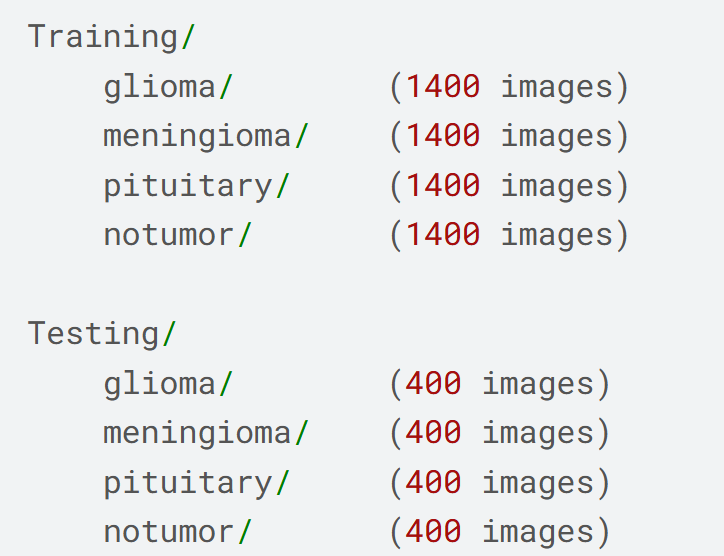 Training/
glioma/ (1400 images)
meningioma/ (1400 images)
pituitary/ (1400 images)
notumor/ (1400 images)
Testing/
glioma/ (400 images)
meningioma/ (400 images)
pituitary/ (400 images)
notumor/ (400 images)